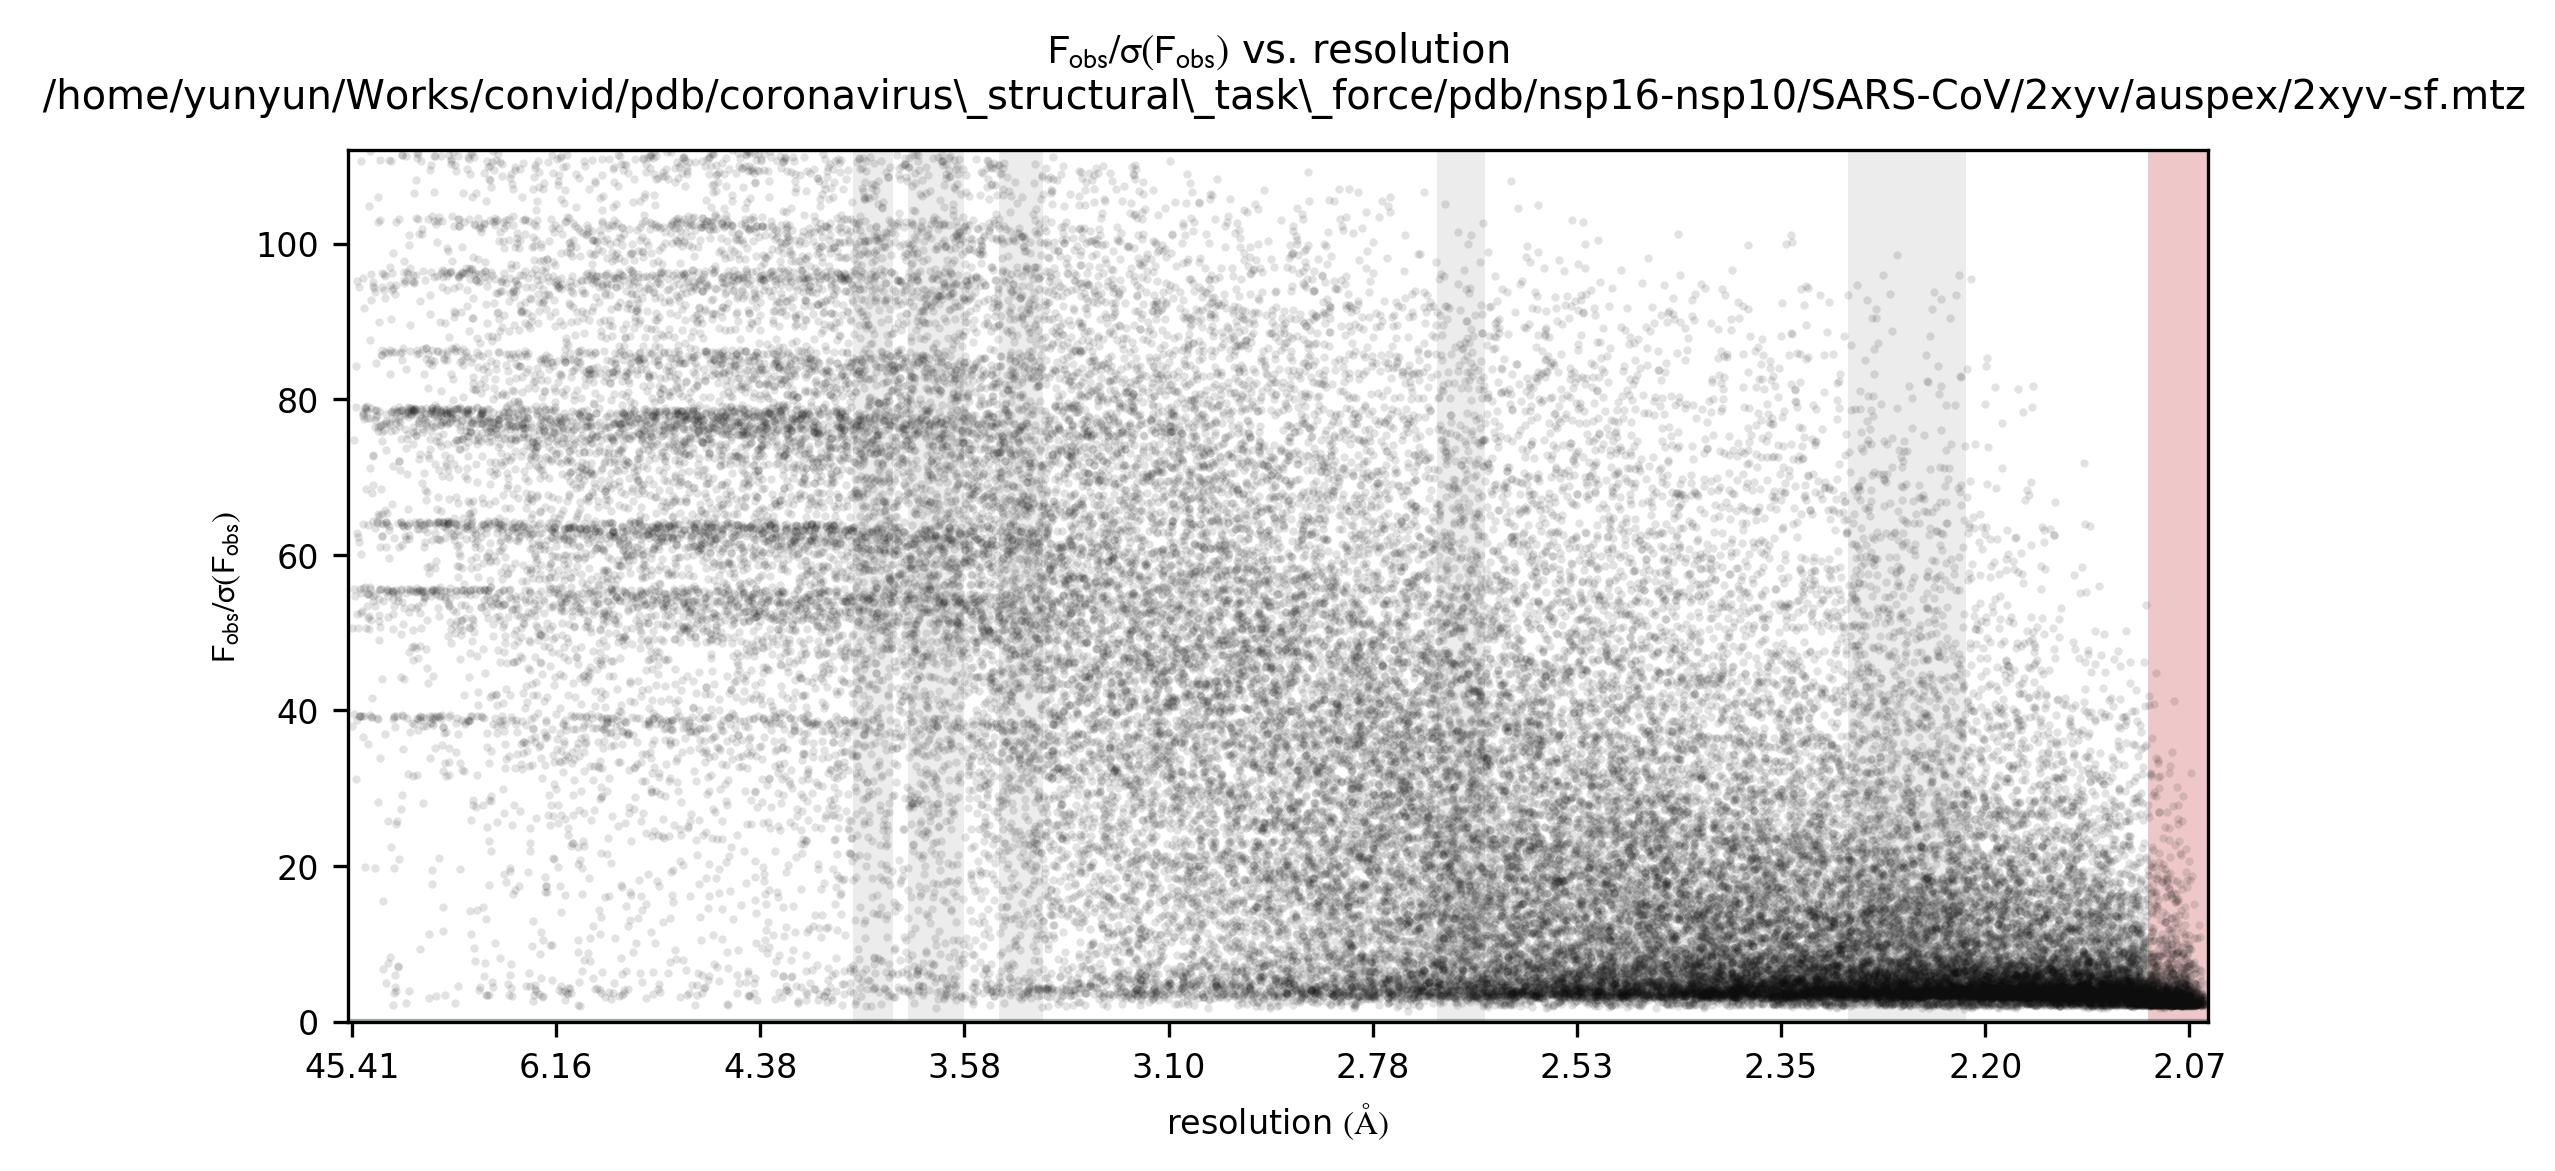 Fobs/σ(Fobs) vs. resolution
/home/yunyun/Works/convid/pdb/coronavirus\_structural\_task\_force/pdb/nsp16-nsp10/SARS-CoV/2xyv/auspex/2xyv-sf.mtz
100
80
60
40
20
0
Fobs/σ(Fobs)
45.41 6.16 4.38 3.58 3.10 2.78 2.53 2.35 2.20 2.07
resolution (Å)